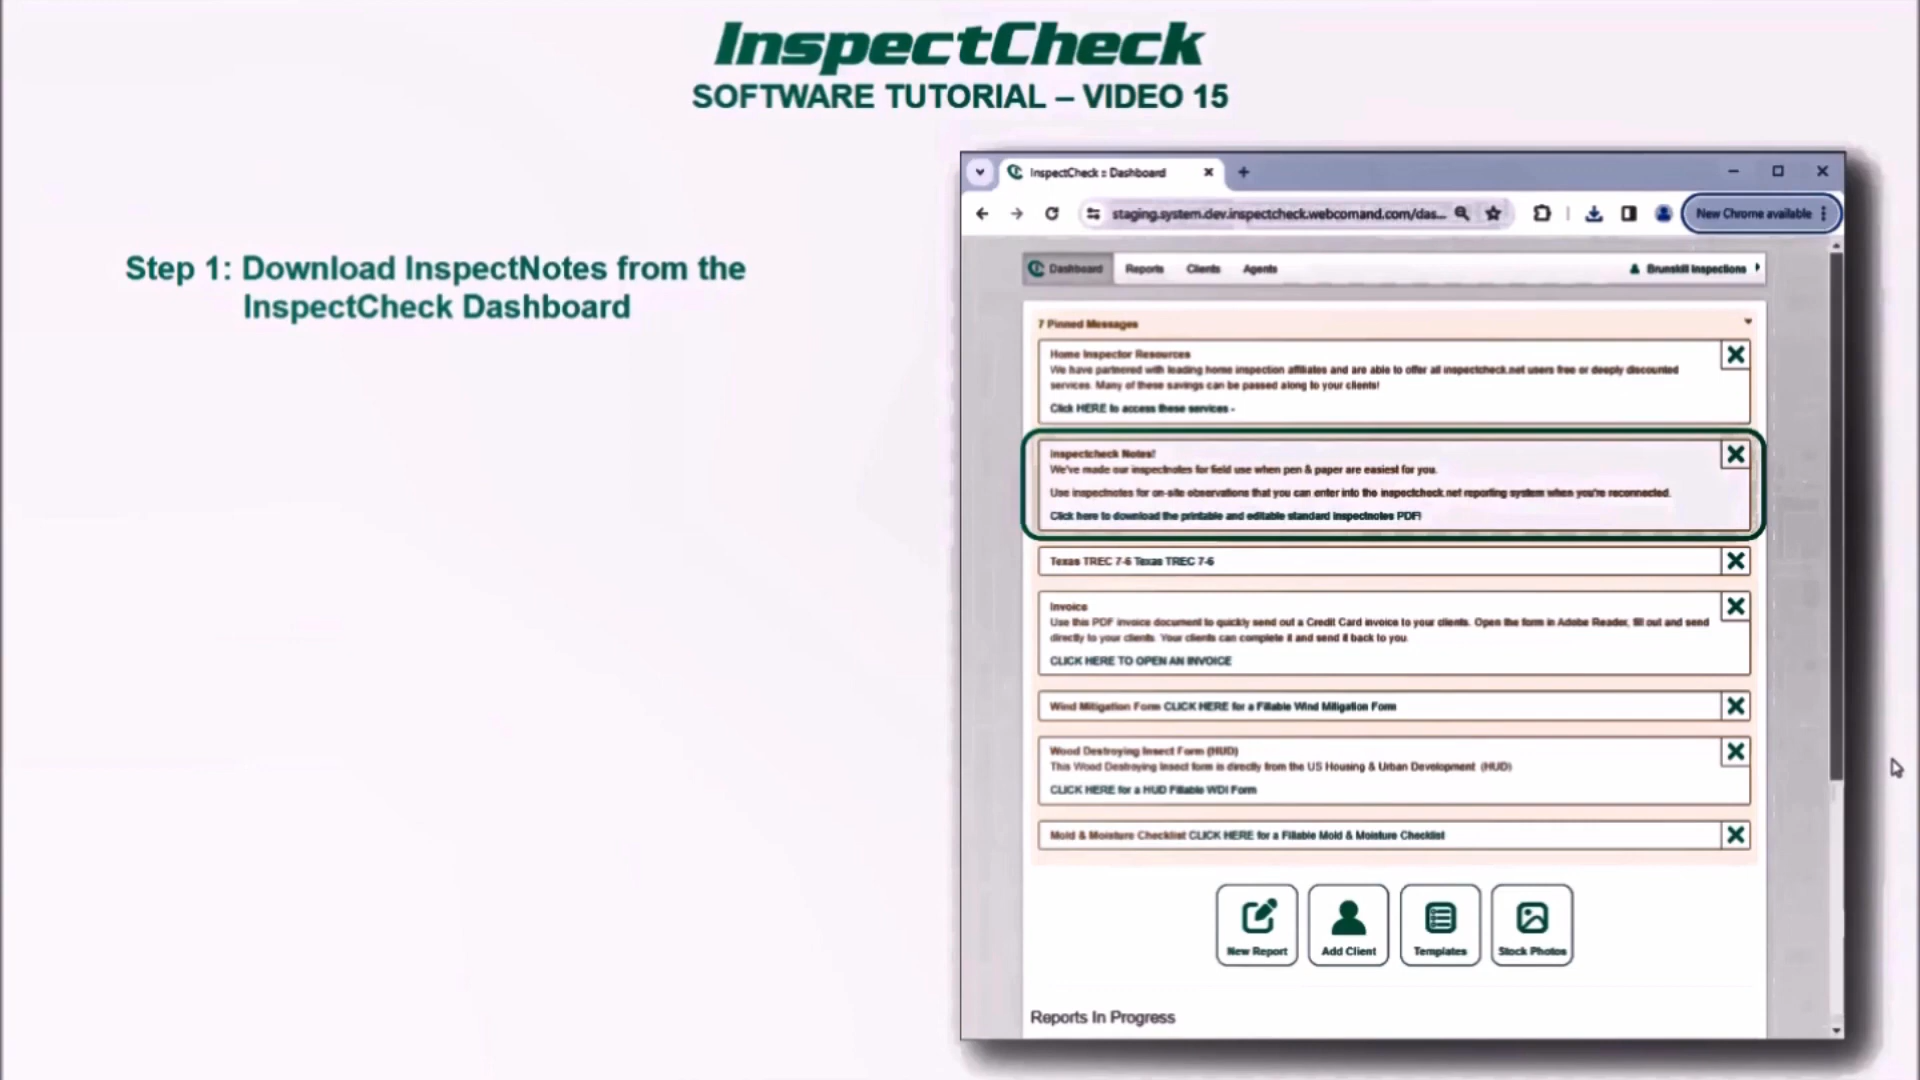 InspectCheck
SOFTWARE TUTORIAL – VIDEO 15
Step 1: Download InspectNotes from the
InspectCheck Dashboard
InspectCheck :: Dashboard
staging.system.dev.inspectcheck.webcomand.com/das...
New Chrome available
Dashboard Reports Clients Agents Brunskill Inspections
7 Pinned Messages
Home Inspector Resources
We have partnered with leading home inspection affiliates and are able to offer all inspectcheck.net users free or deeply discounted
services. Many of these savings can be passed along to your clients!
Click HERE to access these services -
Inspectcheck Notes!
We've made our inspectnotes for field use when pen & paper are easiest for you.
Use inspectnotes for on-site observations that you can enter into the inspectcheck.net reporting system when you're reconnected.
Click here to download the printable and editable standard inspectnotes PDF!
Texas TREC 7-6 Texas TREC 7-6
Invoice
Use this PDF invoice document to quickly send out a Credit Card invoice to your clients. Open the form in Adobe Reader, fill out and send
directly to your clients. Your clients can complete it and send it back to you.
CLICK HERE TO OPEN AN INVOICE
Wind Mitigation Form CLICK HERE for a Fillable Wind Mitigation Form
Wood Destroying Insect Form (HUD)
This Wood Destroying Insect form is directly from the US Housing & Urban Development (HUD)
CLICK HERE for a HUD Fillable WDI Form
Mold & Moisture Checklist CLICK HERE for a Fillable Mold & Moisture Checklist
New Report Add Client Templates Stock Photos
Reports In Progress